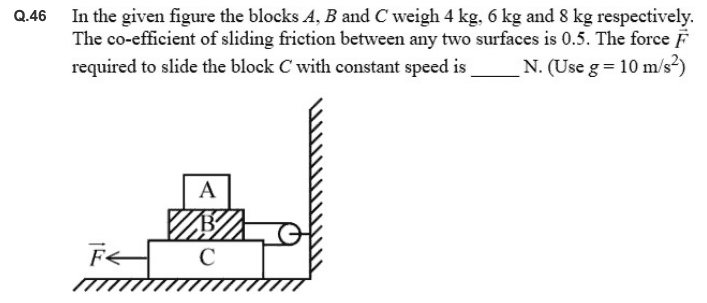 Q.46 In the given figure the blocks A, B and C weigh 4 kg, 6 kg and 8 kg respectively.
The co-efficient of sliding friction between any two surfaces is 0.5. The force F⃗
required to slide the block C with constant speed is _____ N. (Use g = 10 m/s²)
A
B
F⃗
C